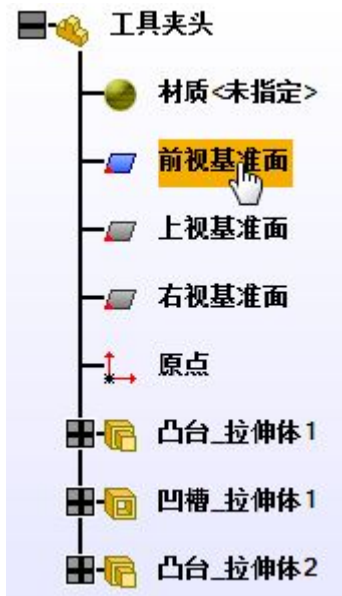 工具夹头
材质<未指定>
前视基准面
上视基准面
右视基准面
原点
凸台_拉伸体1
凹槽_拉伸体1
凸台_拉伸体2